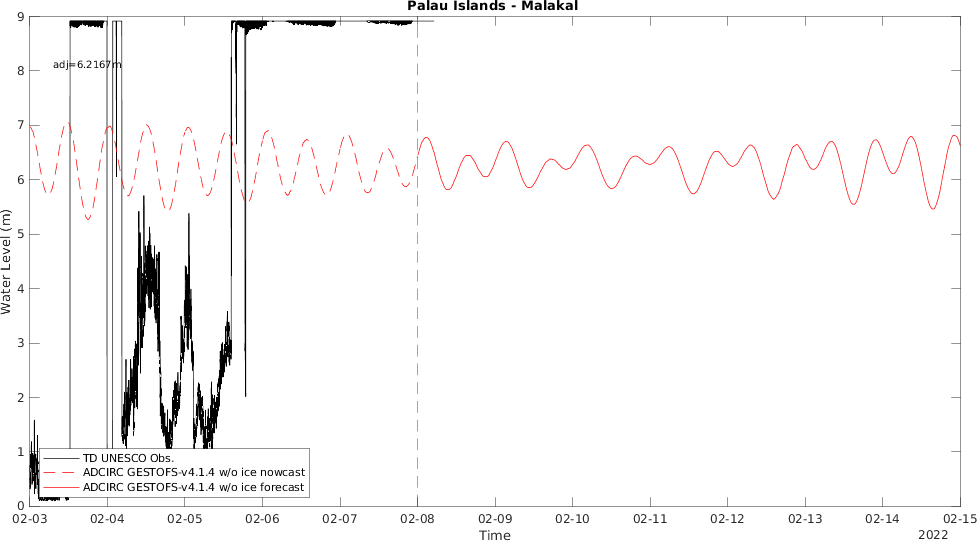 Palau Islands - Malakal
9
8
7
6
5
4
3
2
1
0
Water Level (m)
adj=6.2167m
TD UNESCO Obs.
ADCIRC GESTOFS-v4.1.4 w/o ice nowcast
ADCIRC GESTOFS-v4.1.4 w/o ice forecast
02-03 02-04 02-05 02-06 02-07 02-08 02-09 02-10 02-11 02-12 02-13 02-14 02-15
Time
2022